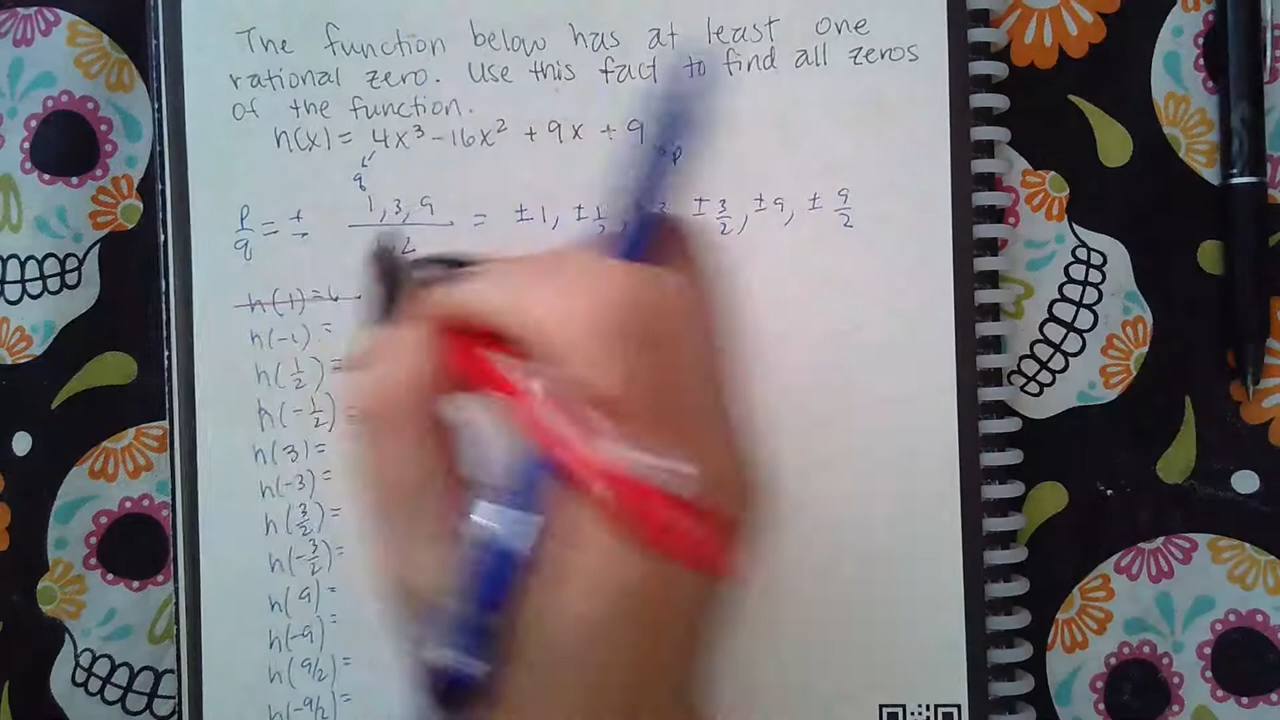 The function below has at least one
rational zero. Use this fact to find all zeros
of the function.
h(x) = 4x³ - 16x² + 9x + 9
q p
p/q = ± 1, 3, 9 / 2 = ±1, ±1/2, 3 ±3/2, ±9, ±9/2
h(1) = 6
h(-1) =
h(1/2) =
h(-1/2) =
h(3) =
h(-3) =
h(3/2) =
h(-3/2) =
h(9) =
h(-9) =
h(9/2) =
h(-9/2) =